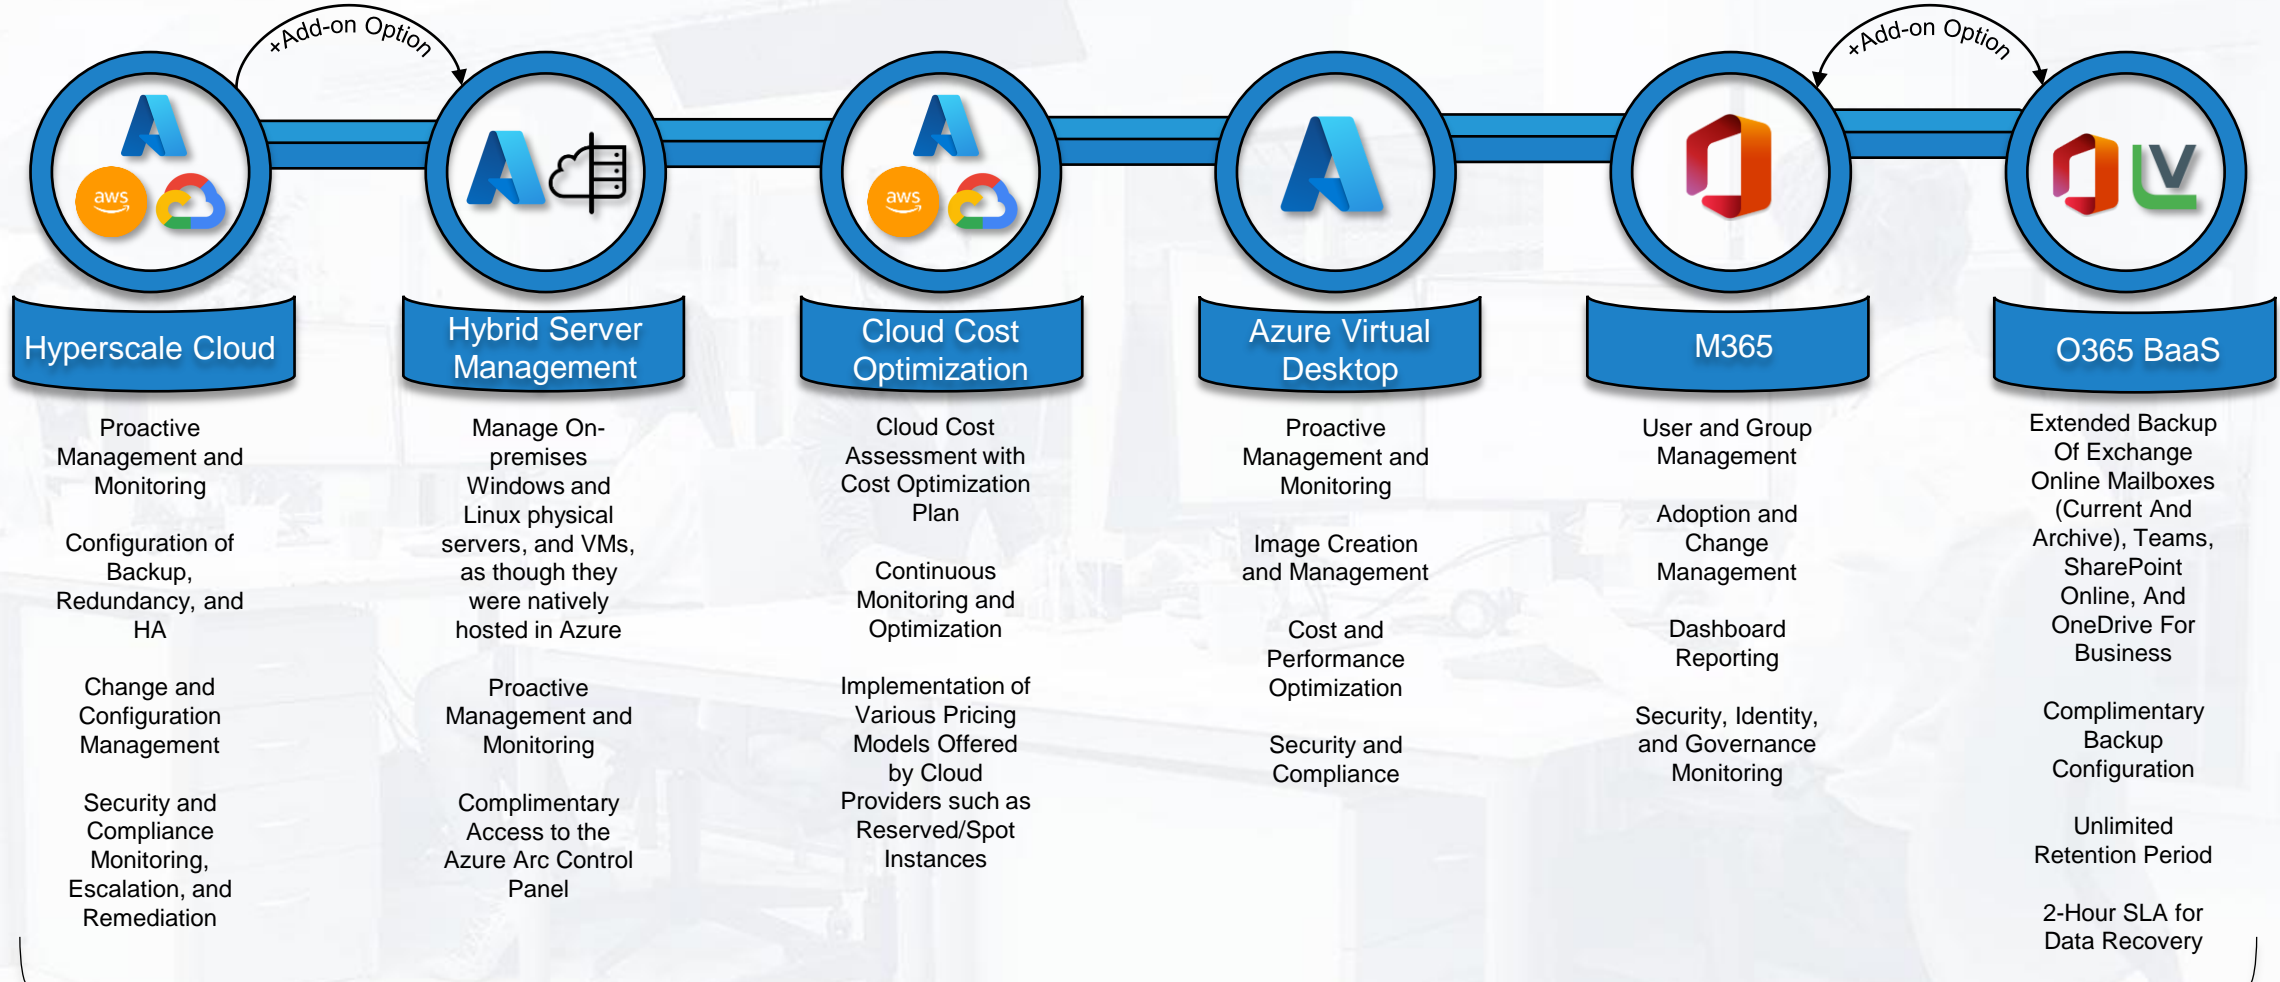 +Add-on Option
+Add-on Option
aws
aws
Hyperscale Cloud
Proactive
Management and
Monitoring
Configuration of
Backup,
Redundancy, and
HA
Change and
Configuration
Management
Security and
Compliance
Monitoring,
Escalation, and
Remediation
Hybrid Server
Management
Manage On-
premises
Windows and
Linux physical
servers, and VMs,
as though they
were natively
hosted in Azure
Proactive
Management and
Monitoring
Complimentary
Access to the
Azure Arc Control
Panel
Cloud Cost
Optimization
Cloud Cost
Assessment with
Cost Optimization
Plan
Continuous
Monitoring and
Optimization
Implementation of
Various Pricing
Models Offered
by Cloud
Providers such as
Reserved/Spot
Instances
Azure Virtual
Desktop
Proactive
Management and
Monitoring
Image Creation
and Management
Cost and
Performance
Optimization
Security and
Compliance
M365
User and Group
Management
Adoption and
Change
Management
Dashboard
Reporting
Security, Identity,
and Governance
Monitoring
O365 BaaS
Extended Backup
Of Exchange
Online Mailboxes
(Current And
Archive), Teams,
SharePoint
Online, And
OneDrive For
Business
Complimentary
Backup
Configuration
Unlimited
Retention Period
2-Hour SLA for
Data Recovery